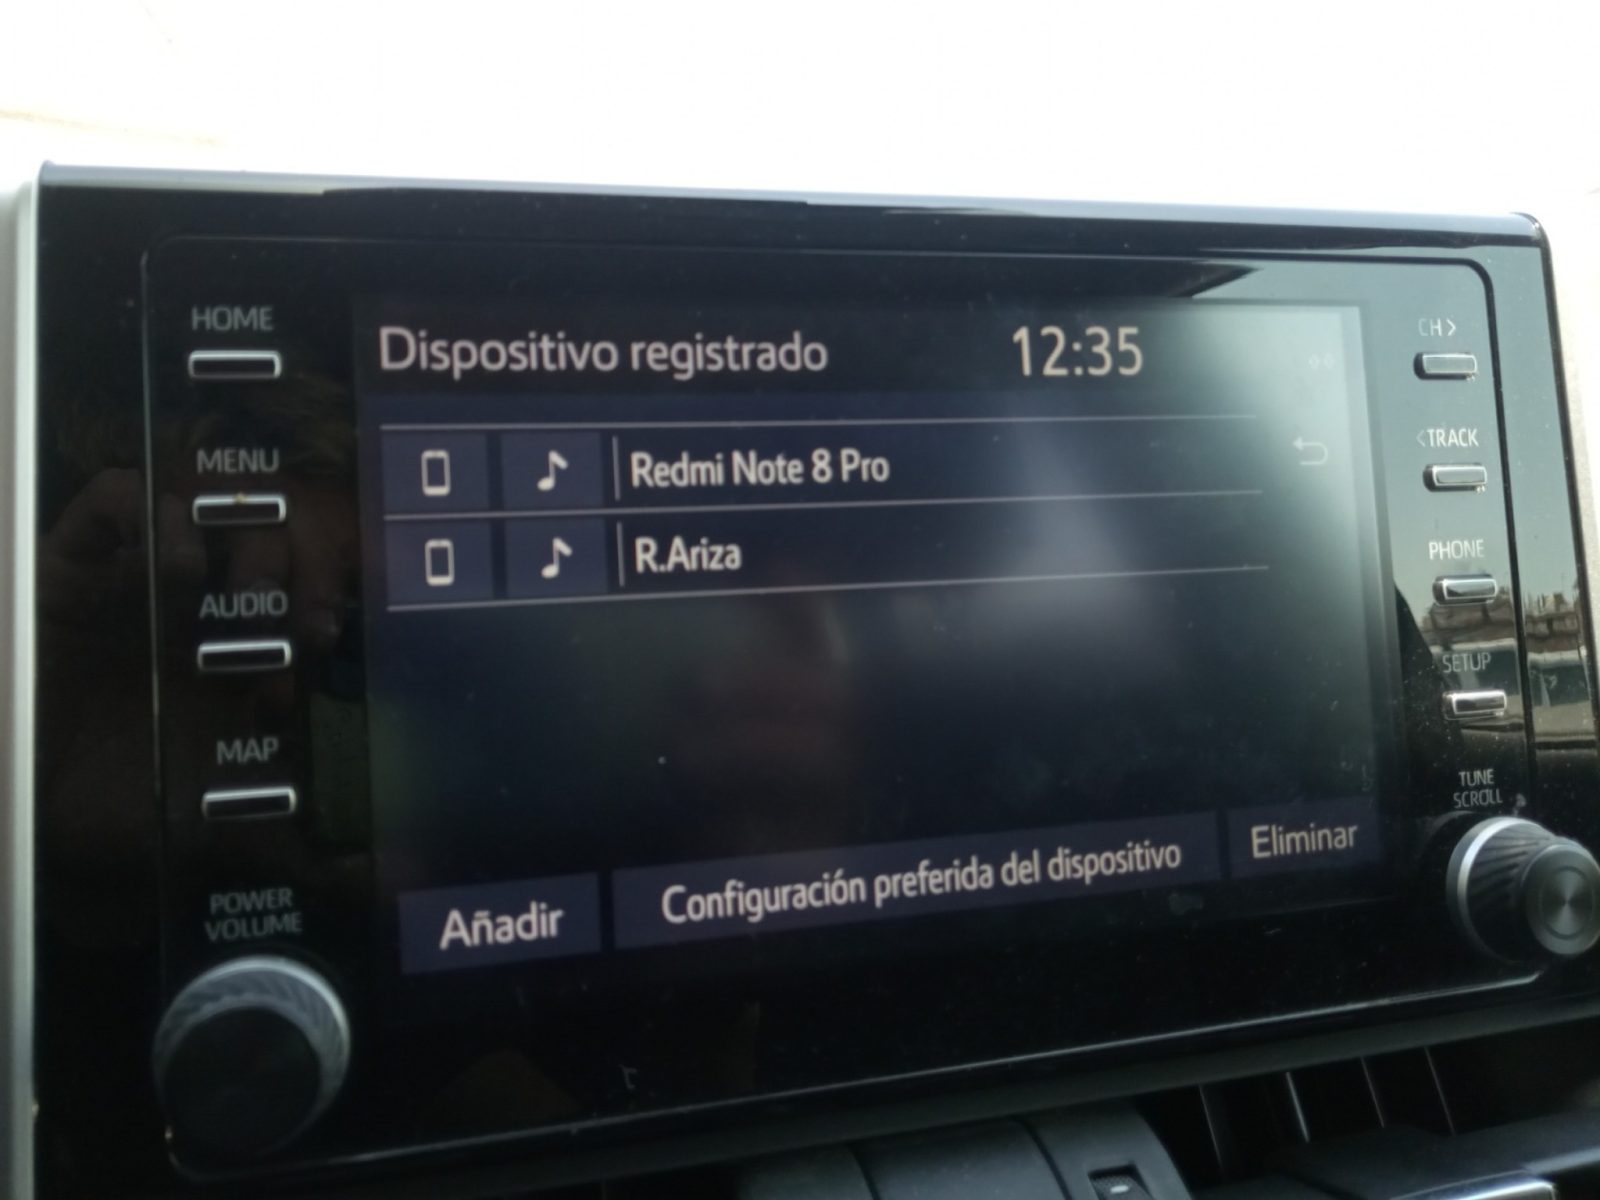 HOME
MENU
AUDIO
MAP
POWER
VOLUME
Dispositivo registrado
12:35
Redmi Note 8 Pro
R.Ariza
Añadir
Configuración preferida del dispositivo
Eliminar
CH>
<TRACK
PHONE
SETUP
TUNE
SCROLL